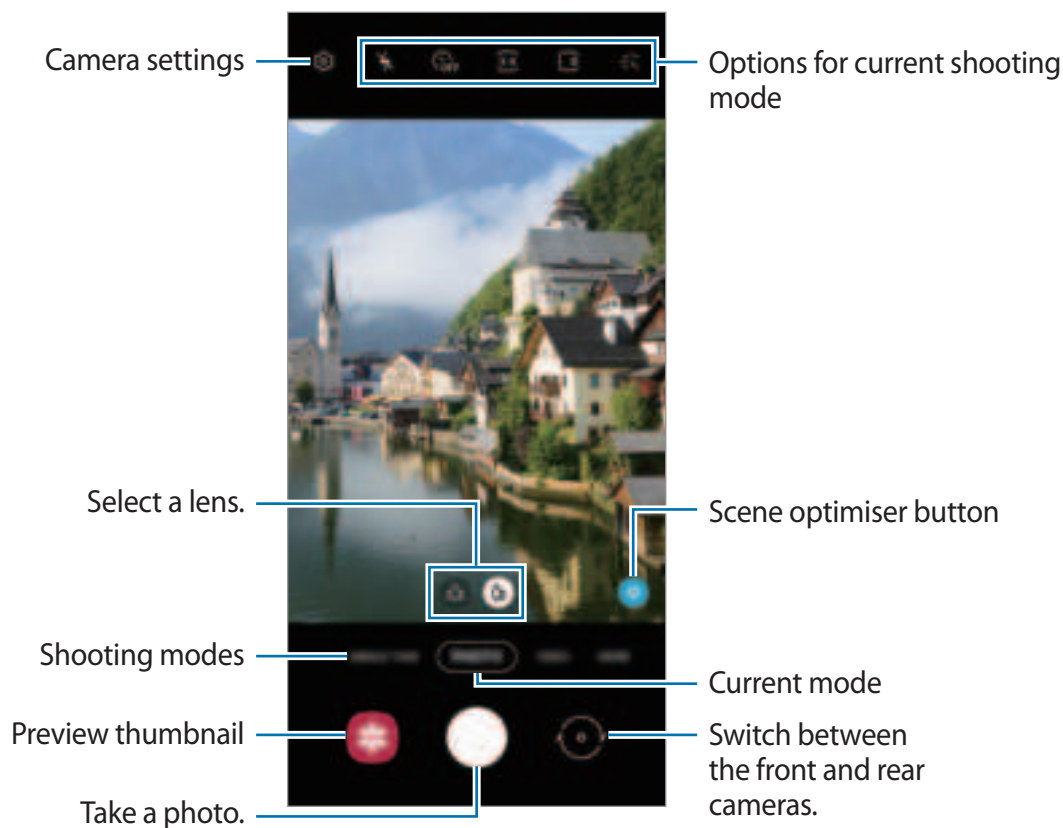 Camera settings
Options for current shooting
mode
Select a lens.
Scene optimiser button
Shooting modes
Current mode
Preview thumbnail
Switch between
the front and rear
cameras.
Take a photo.